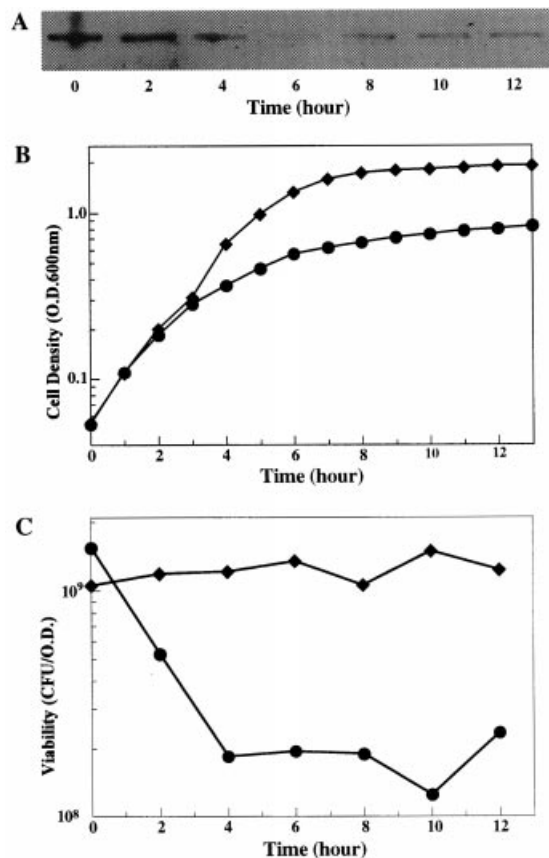 A
0 2 4 6 8 10 12
Time (hour)
B
Cell Density (O.D.600nm)
1.0
0.1
0 2 4 6 8 10 12
Time (hour)
C
Viability (CFU/O.D.)
10⁹
10⁸
0 2 4 6 8 10 12
Time (hour)